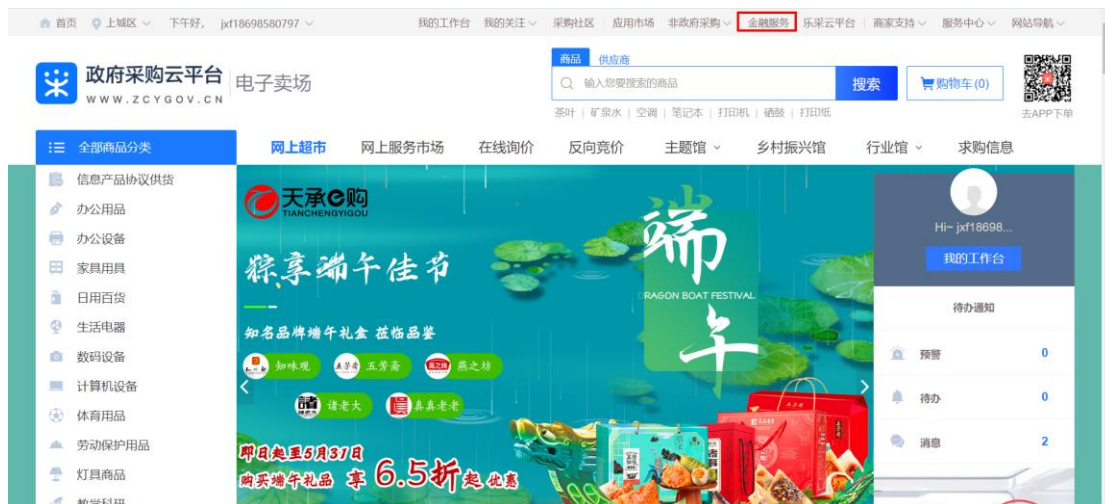 首页 上城区 下午好， jxf18698580797 我的工作台 我的关注 采购社区 应用市场 非政府采购 金融服务 乐采云平台 商家支持 服务中心 网站导航
商品 供应商
政府采购云平台 电子卖场
WWW.ZCYGOV.CN
输入您要搜索的商品 搜索 购物车(0)
茶叶 | 矿泉水 | 空调 | 笔记本 | 打印机 | 硒鼓 | 打印纸
去APP下单
全部商品分类 网上超市 网上服务市场 在线询价 反向竞价 主题馆 乡村振兴馆 行业馆 求购信息
信息产品协议供货
办公用品
办公设备
家具用具
日用百货
生活电器
数码设备
计算机设备
体育用品
劳动保护用品
灯具商品
教学科研
天承e购
TIANCHENGYIGOU
粽享端午佳节
知名品牌端午礼盒 莅临品鉴
知味观 五芳斋 燕之坊
诸老大 真真老老
即日起至5月31日
购买端午礼品 享6.5折起优惠
端午
DRAGON BOAT FESTIVAL
Hi~ jxf18698...
我的工作台
待办通知
预警 0
待办 0
消息 2